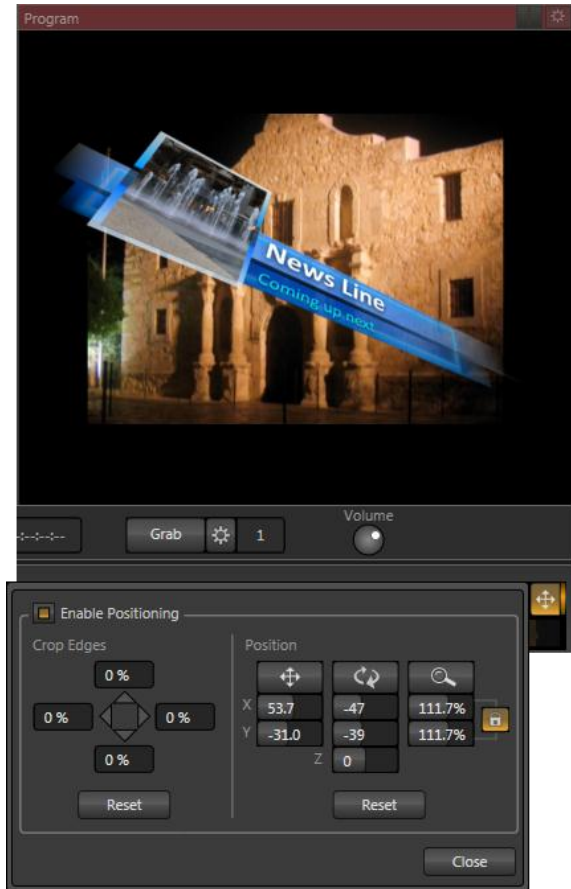 Program
News Line
Coming up next...
-:--:--:--
Grab
1
Volume
Enable Positioning
Crop Edges
Position
0 %
0 %
0 %
0 %
X
53.7
-47
111.7%
Y
-31.0
-39
111.7%
Z
0
Reset
Reset
Close